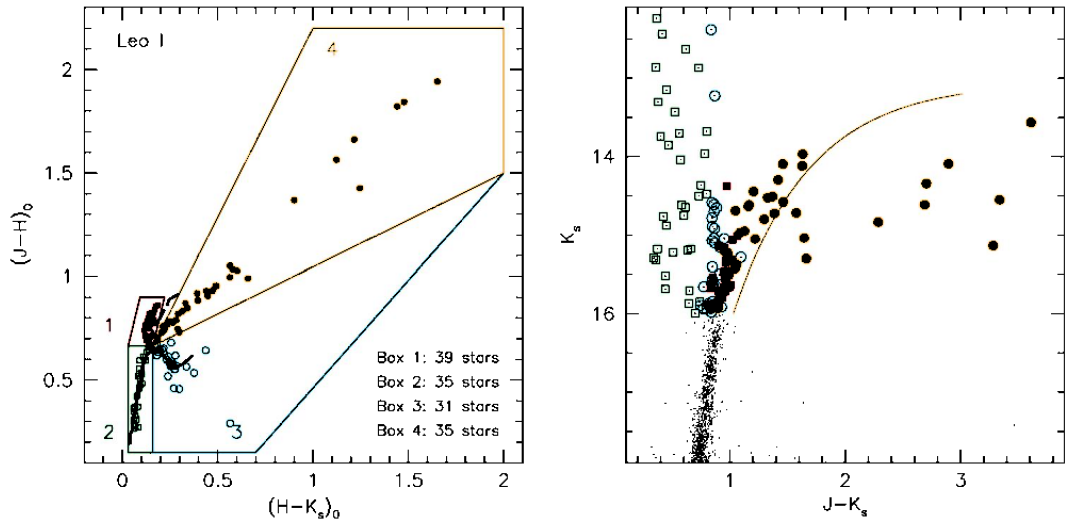 Leo I
4
1
2
3
Box 1: 39 stars
Box 2: 35 stars
Box 3: 31 stars
Box 4: 35 stars
2
1.5
1
0.5
0
0.5
1
1.5
2
(J−H)₀
(H−Kₛ)₀
14
16
Kₛ
1
2
3
J−Kₛ